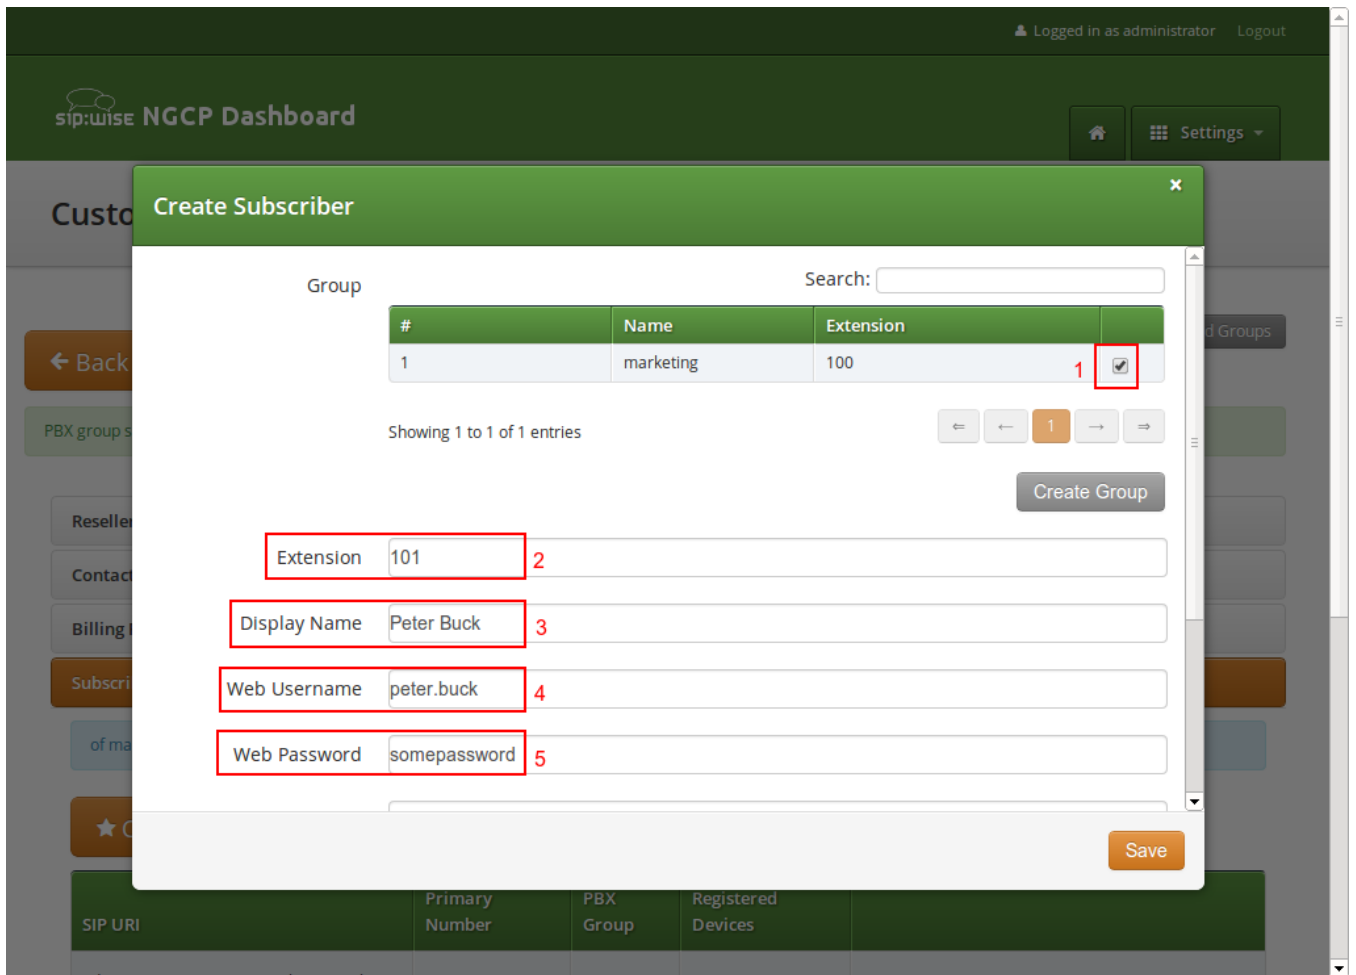 Logged in as administrator Logout
sip:wise NGCP Dashboard
Settings
Custo
Create Subscriber ×
Group Search:
# Name Extension
1 marketing 100 1
Back
d Groups
PBX group s
Showing 1 to 1 of 1 entries ⇐ ← 1 → ⇒
Create Group
Reseller
Extension 101 2
Contact
Display Name Peter Buck 3
Billing
Web Username peter.buck 4
Subscri
of ma
Web Password somepassword 5
Save
SIP URI Primary Number PBX Group Registered Devices